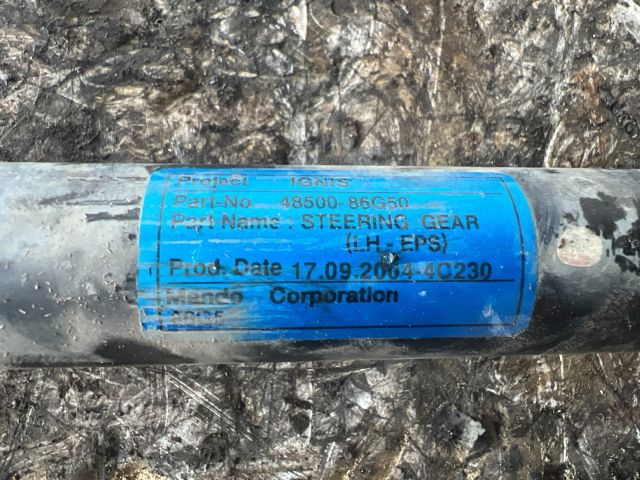 Project IGNIS
Part-No 48500-86G50
Part-Name : STEERING GEAR
(LH-EPS)
Prod. Date 17.09.2004-4C230
Mando Corporation